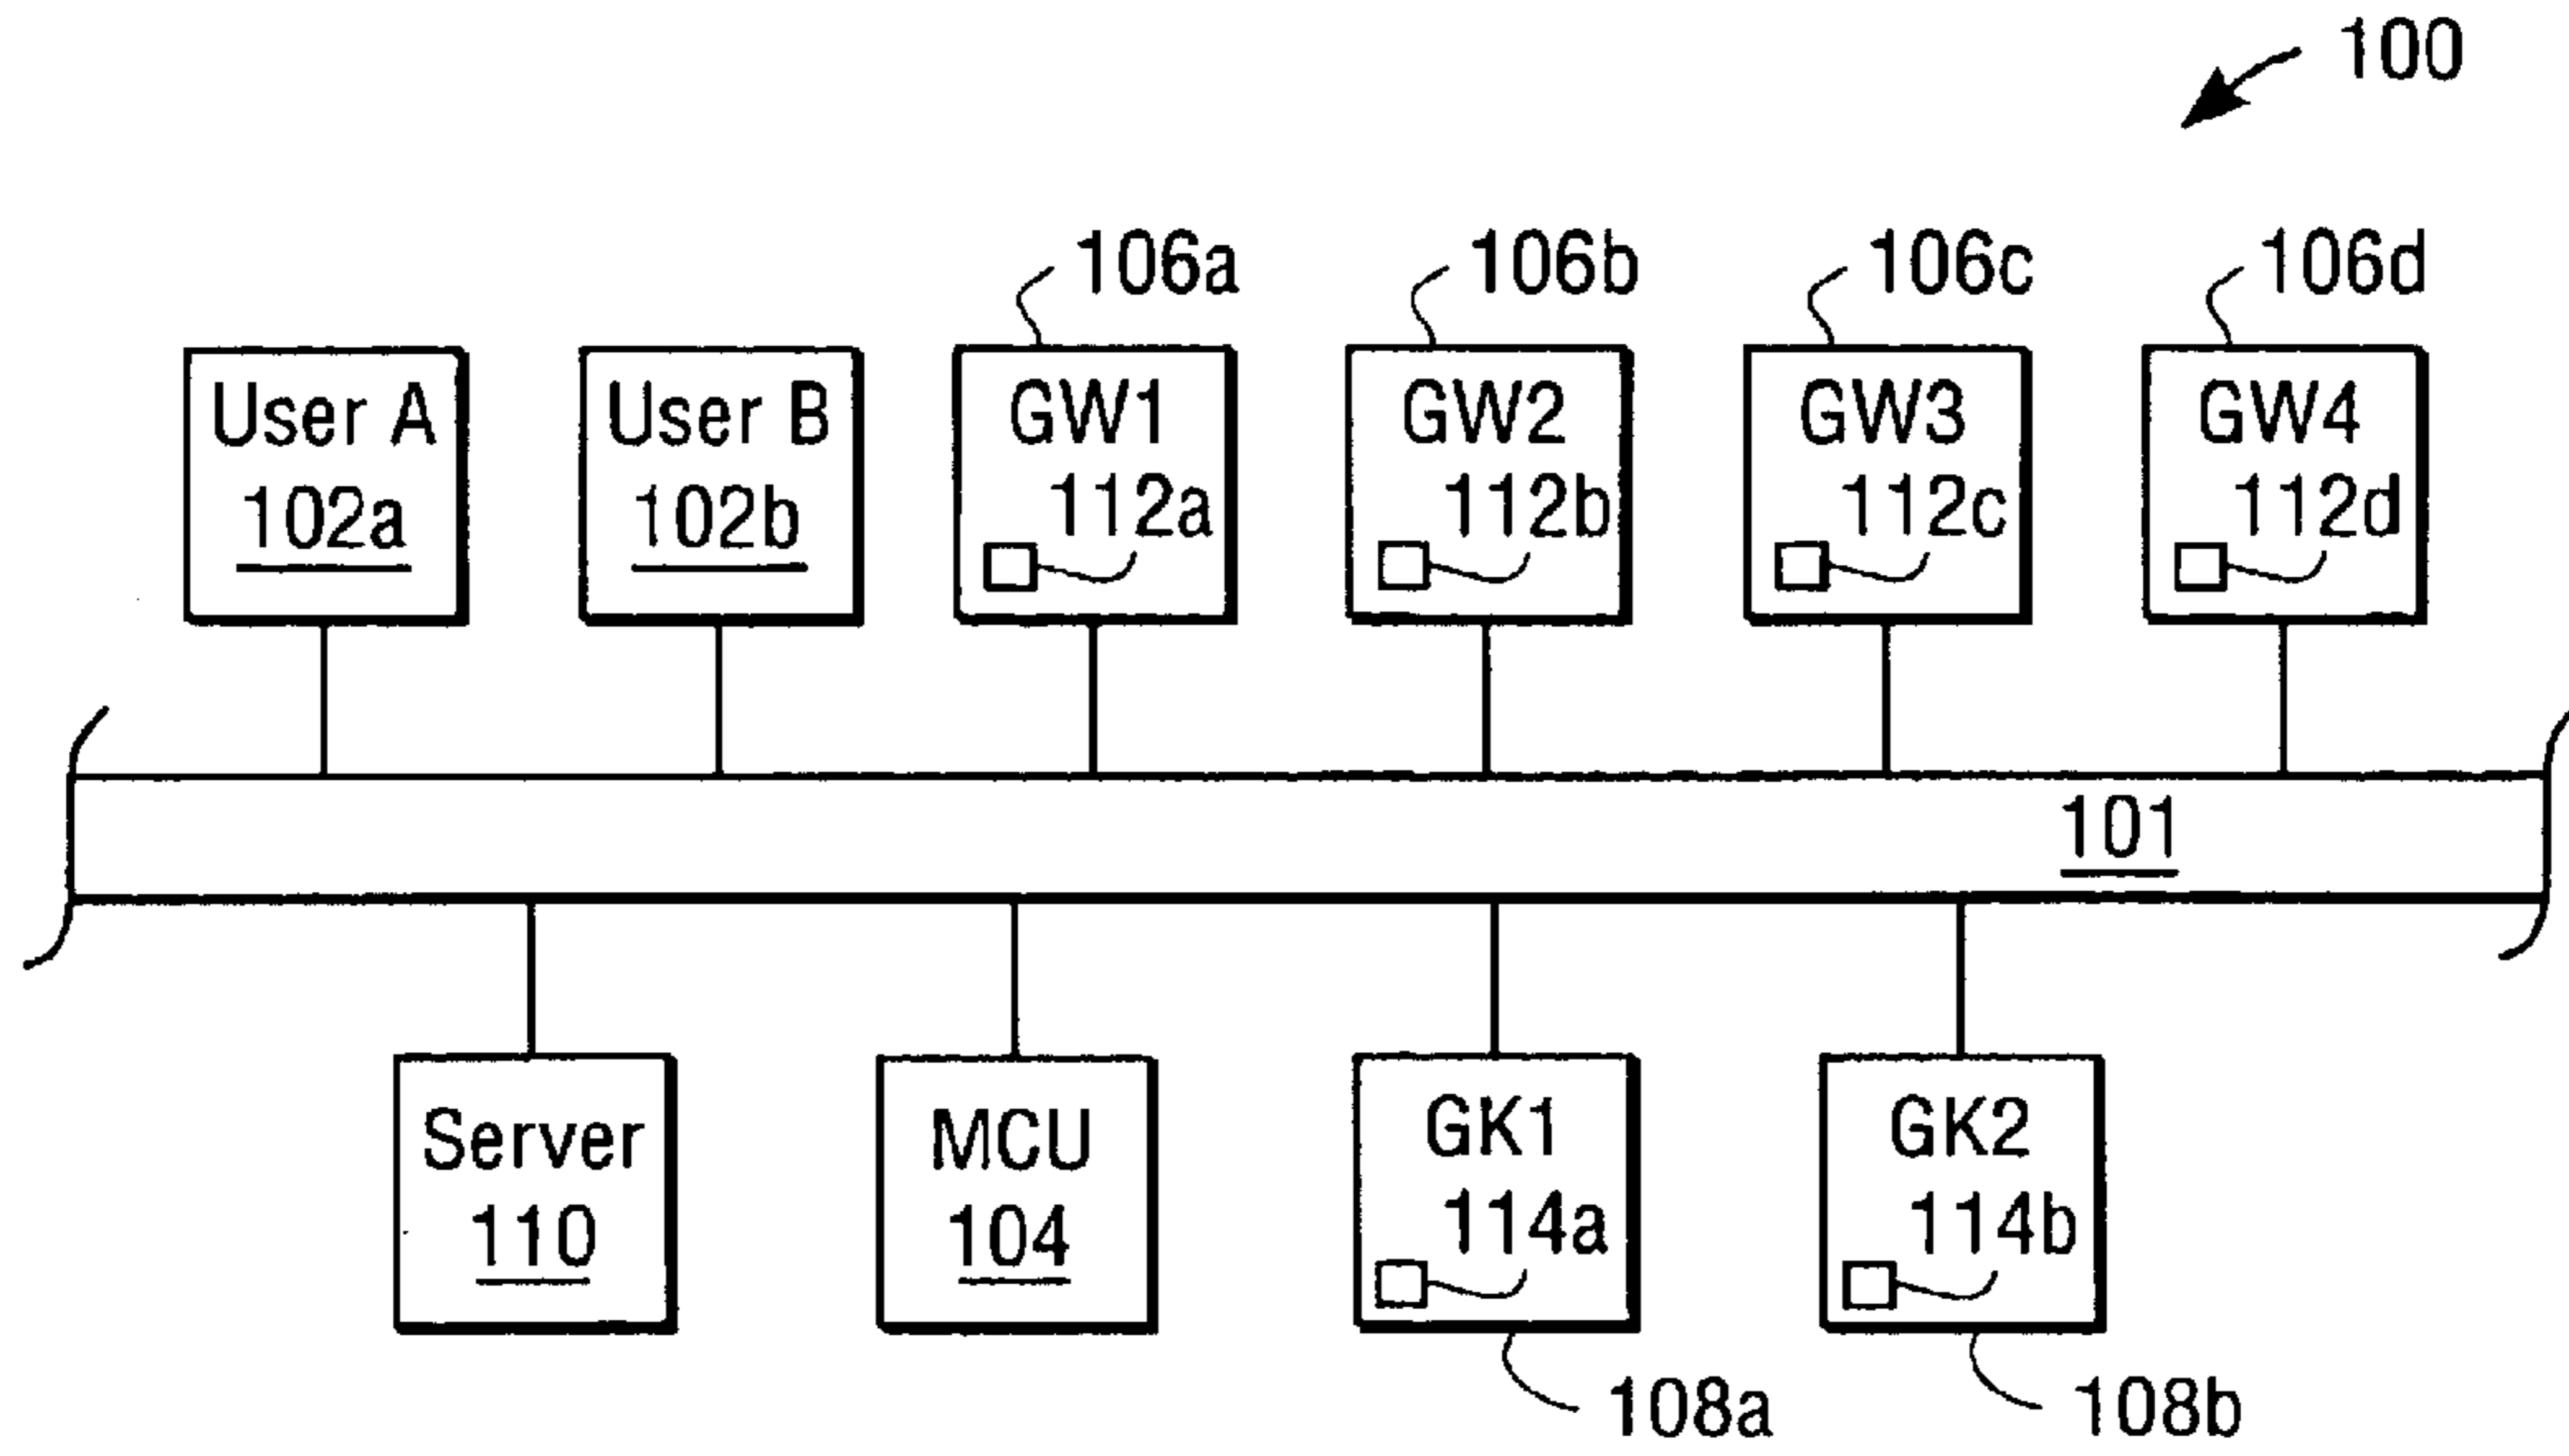 100
106a 106b 106c 106d
User A User B GW1 GW2 GW3 GW4
102a 102b 112a 112b 112c 112d
101
Server MCU GK1 GK2
110 104 114a 114b
108a 108b